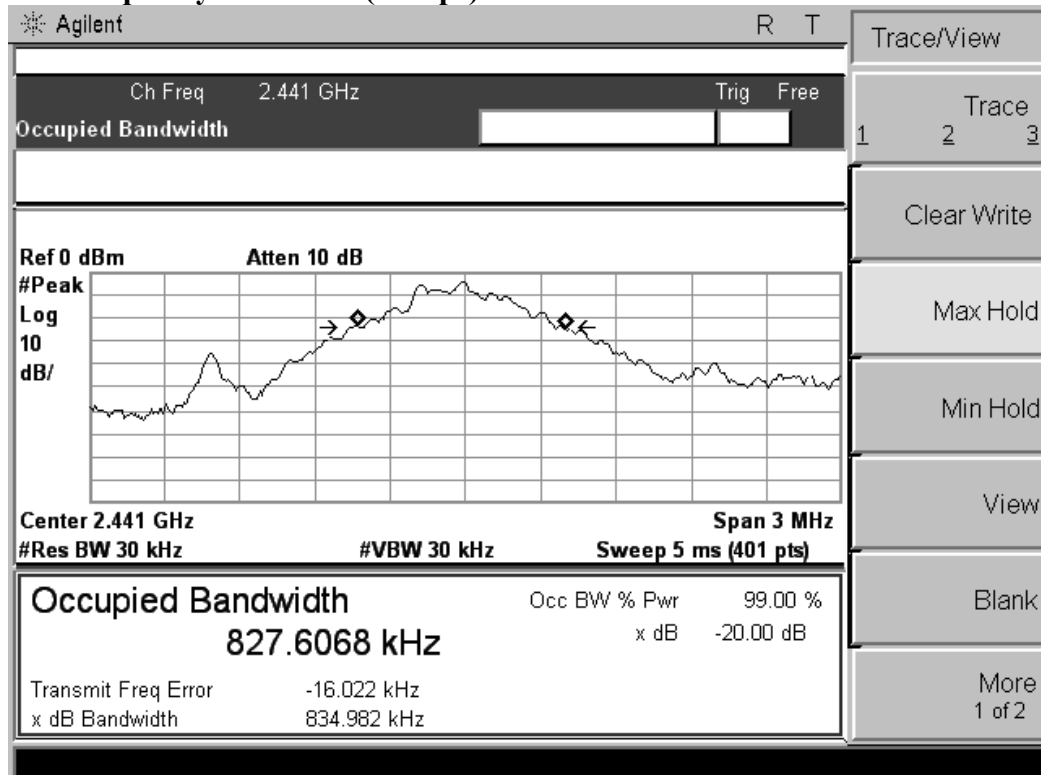 Agilent R T
Trace/View
Ch Freq 2.441 GHz Trig Free
Occupied Bandwidth
Trace
1 2 3
Clear Write
Max Hold
Min Hold
View
Blank
More
1 of 2
Ref 0 dBm Atten 10 dB
#Peak
Log
10
dB/
Center 2.441 GHz Span 3 MHz
#Res BW 30 kHz #VBW 30 kHz Sweep 5 ms (401 pts)
Occupied Bandwidth Occ BW % Pwr 99.00 %
827.6068 kHz x dB -20.00 dB
Transmit Freq Error -16.022 kHz
x dB Bandwidth 834.982 kHz